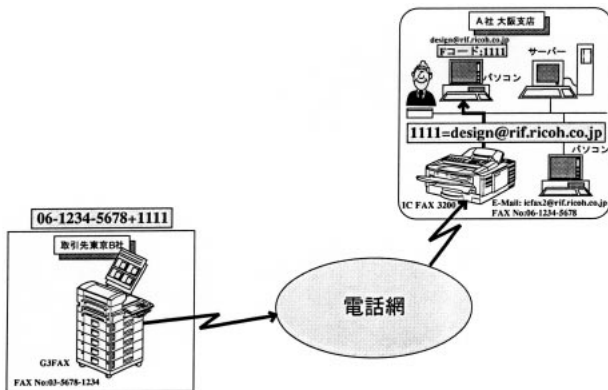 A社 大阪支店
design@rif.ricoh.co.jp
Fコード:1111
サーバー
パソコン
1111=design@rif.ricoh.co.jp
パソコン
IC FAX 3200
E-Mail: icfax2@rif.ricoh.co.jp
FAX No:06-1234-5678
06-1234-5678+1111
取引先東京B社
電話網
G3FAX
FAX No:03-5678-1234